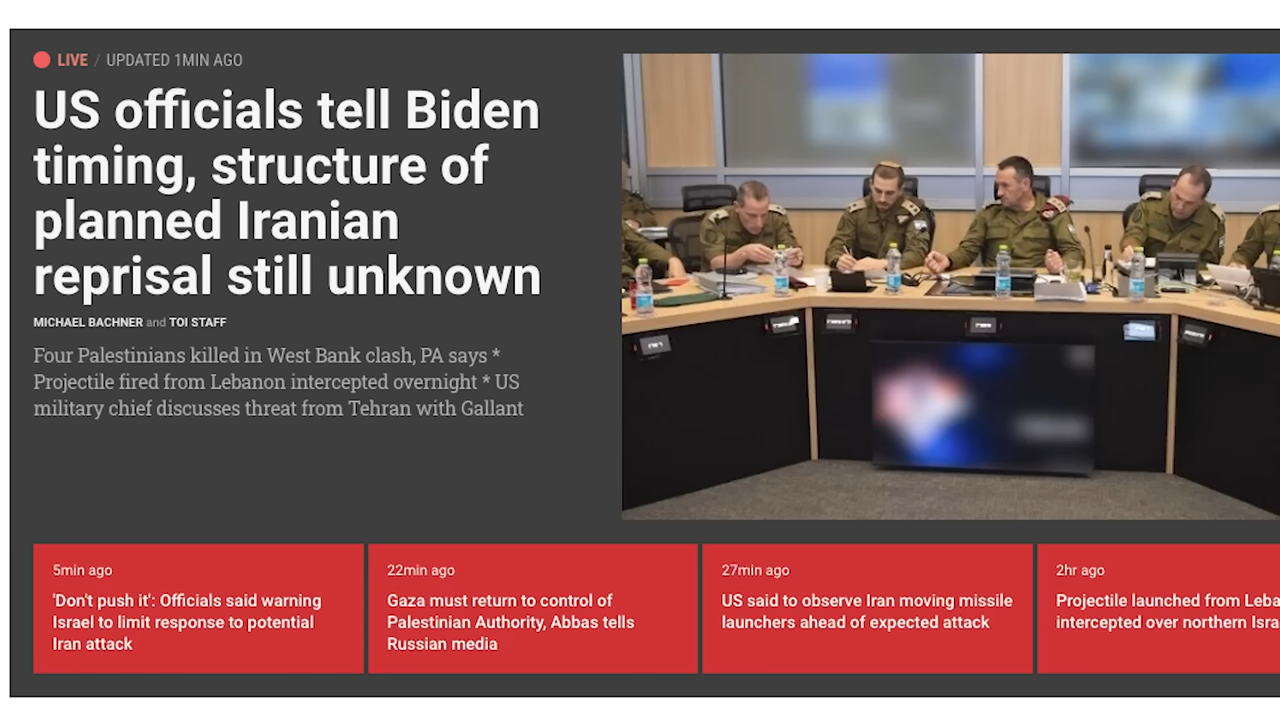 LIVE / UPDATED 1MIN AGO
US officials tell Biden
timing, structure of
planned Iranian
reprisal still unknown
MICHAEL BACHNER and TOI STAFF
Four Palestinians killed in West Bank clash, PA says *
Projectile fired from Lebanon intercepted overnight * US
military chief discusses threat from Tehran with Gallant
5min ago
'Don't push it': Officials said warning
Israel to limit response to potential
Iran attack
22min ago
Gaza must return to control of
Palestinian Authority, Abbas tells
Russian media
27min ago
US said to observe Iran moving missile
launchers ahead of expected attack
2hr ago
Projectile launched from Leba
intercepted over northern Isra